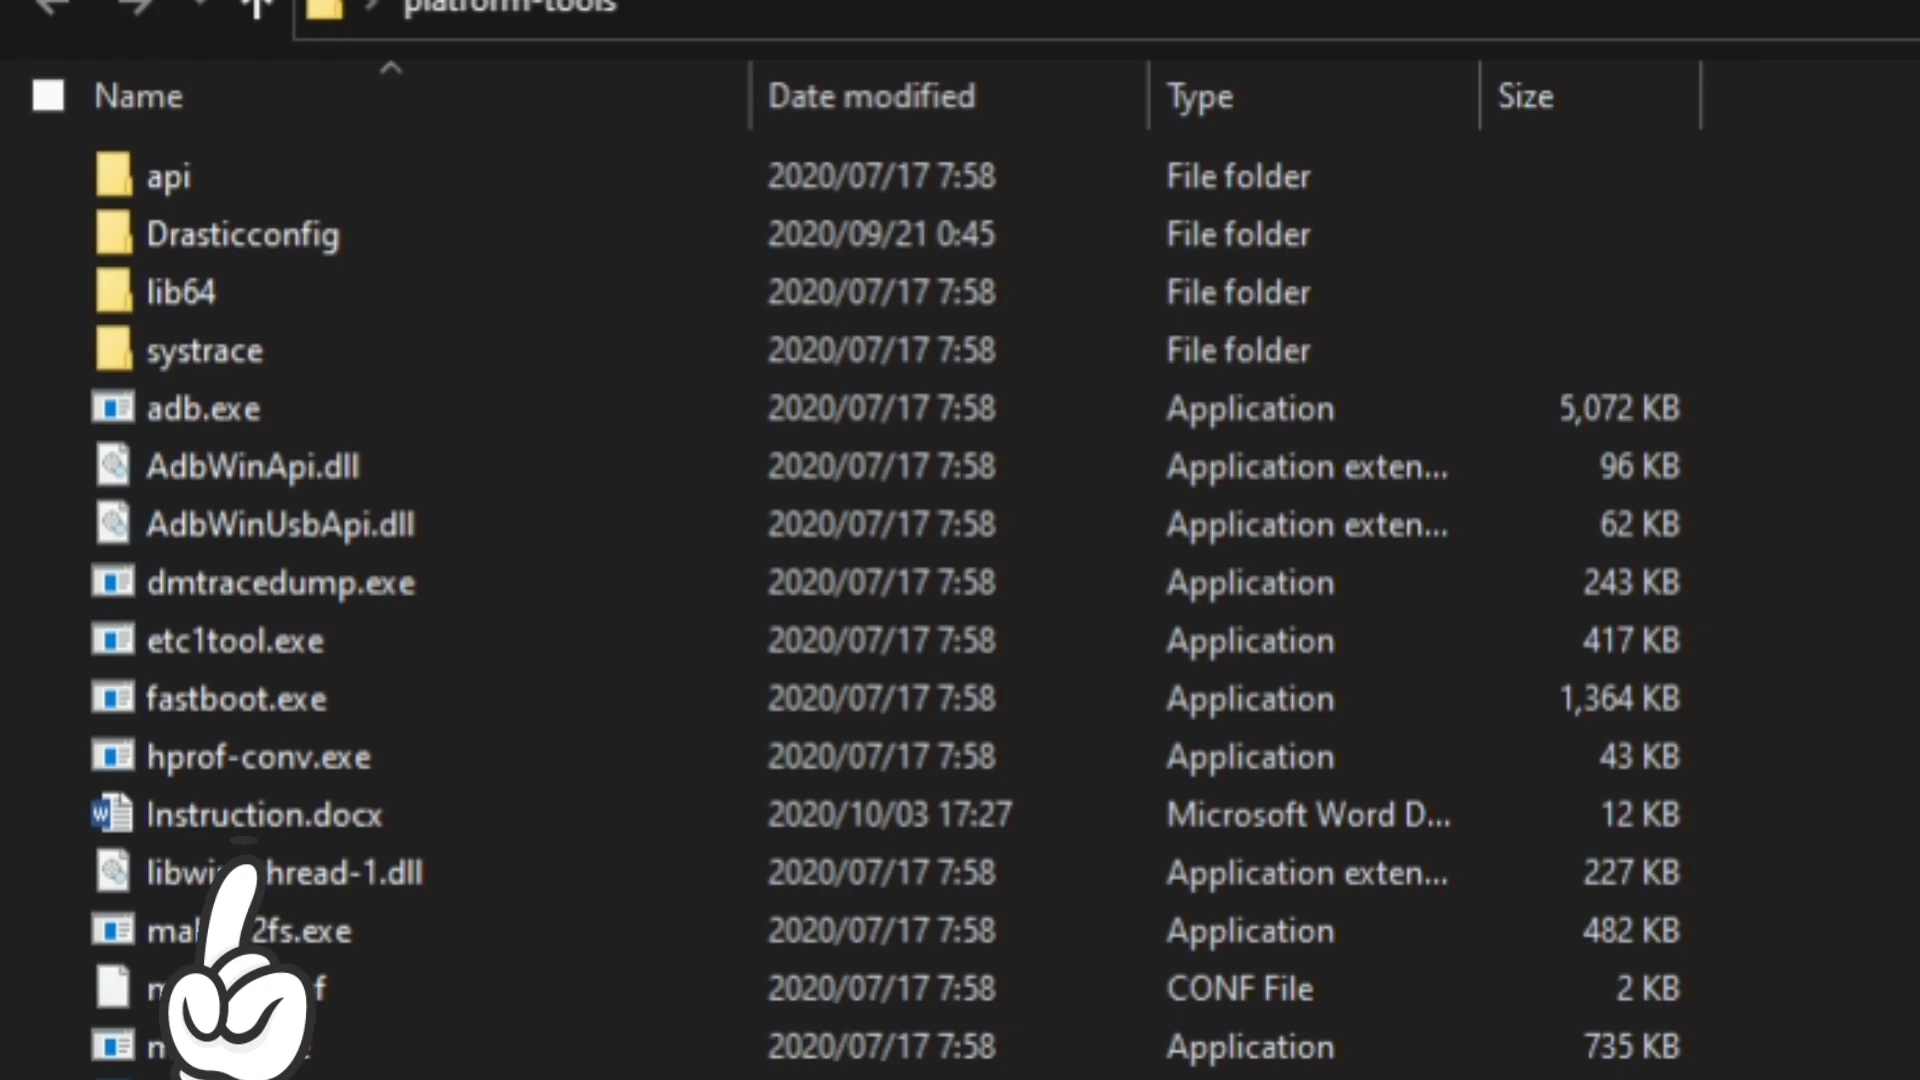 platform-tools
Name Date modified Type Size
api 2020/07/17 7:58 File folder
Drasticconfig 2020/09/21 0:45 File folder
lib64 2020/07/17 7:58 File folder
systrace 2020/07/17 7:58 File folder
adb.exe 2020/07/17 7:58 Application 5,072 KB
AdbWinApi.dll 2020/07/17 7:58 Application exten... 96 KB
AdbWinUsbApi.dll 2020/07/17 7:58 Application exten... 62 KB
dmtracedump.exe 2020/07/17 7:58 Application 243 KB
etc1tool.exe 2020/07/17 7:58 Application 417 KB
fastboot.exe 2020/07/17 7:58 Application 1,364 KB
hprof-conv.exe 2020/07/17 7:58 Application 43 KB
Instruction.docx 2020/10/03 17:27 Microsoft Word D... 12 KB
2020/07/17 7:58 Application exten... 227 KB
2020/07/17 7:58 Application 482 KB
2020/07/17 7:58 CONF File 2 KB
2020/07/17 7:58 Application 735 KB